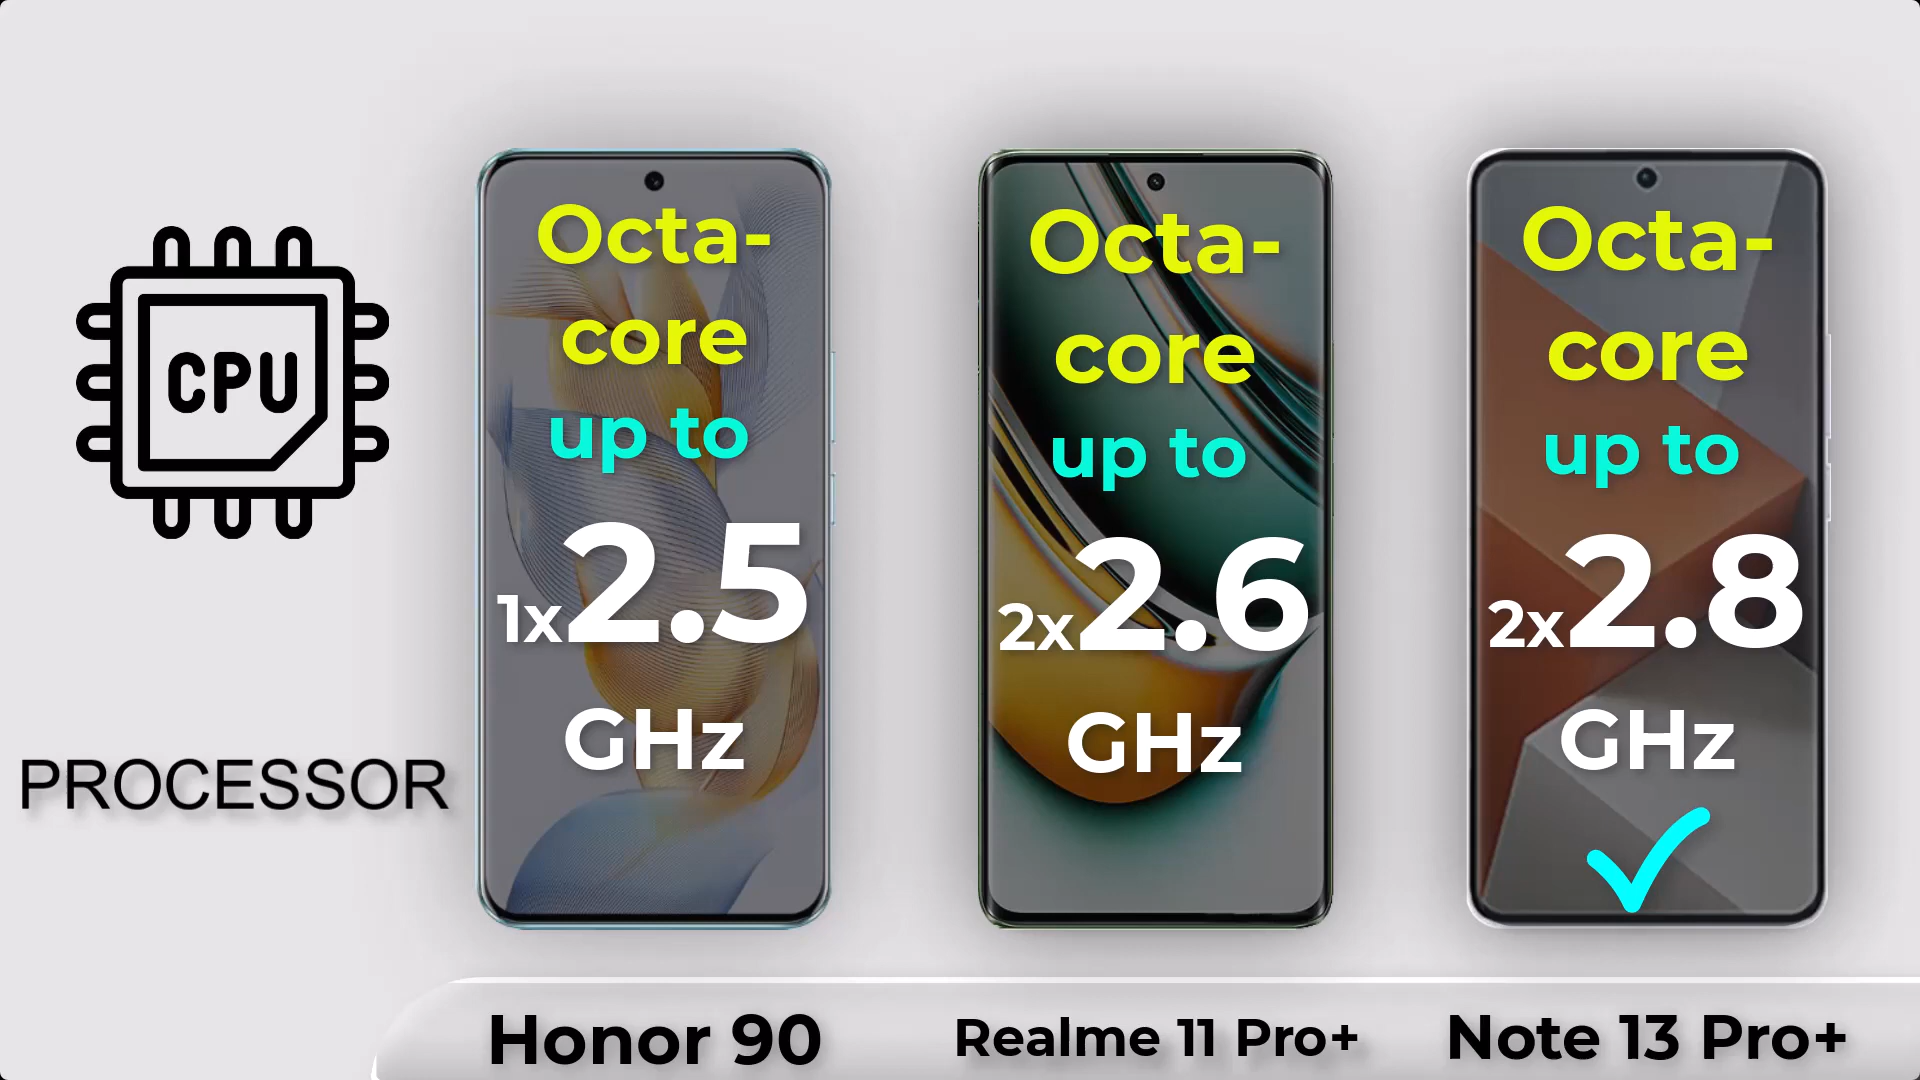 CPU
PROCESSOR
Octa-
core
up to
1x2.5
GHz
Honor 90
Octa-
core
up to
2x2.6
GHz
Realme 11 Pro+
Octa-
core
up to
2x2.8
GHz
Note 13 Pro+